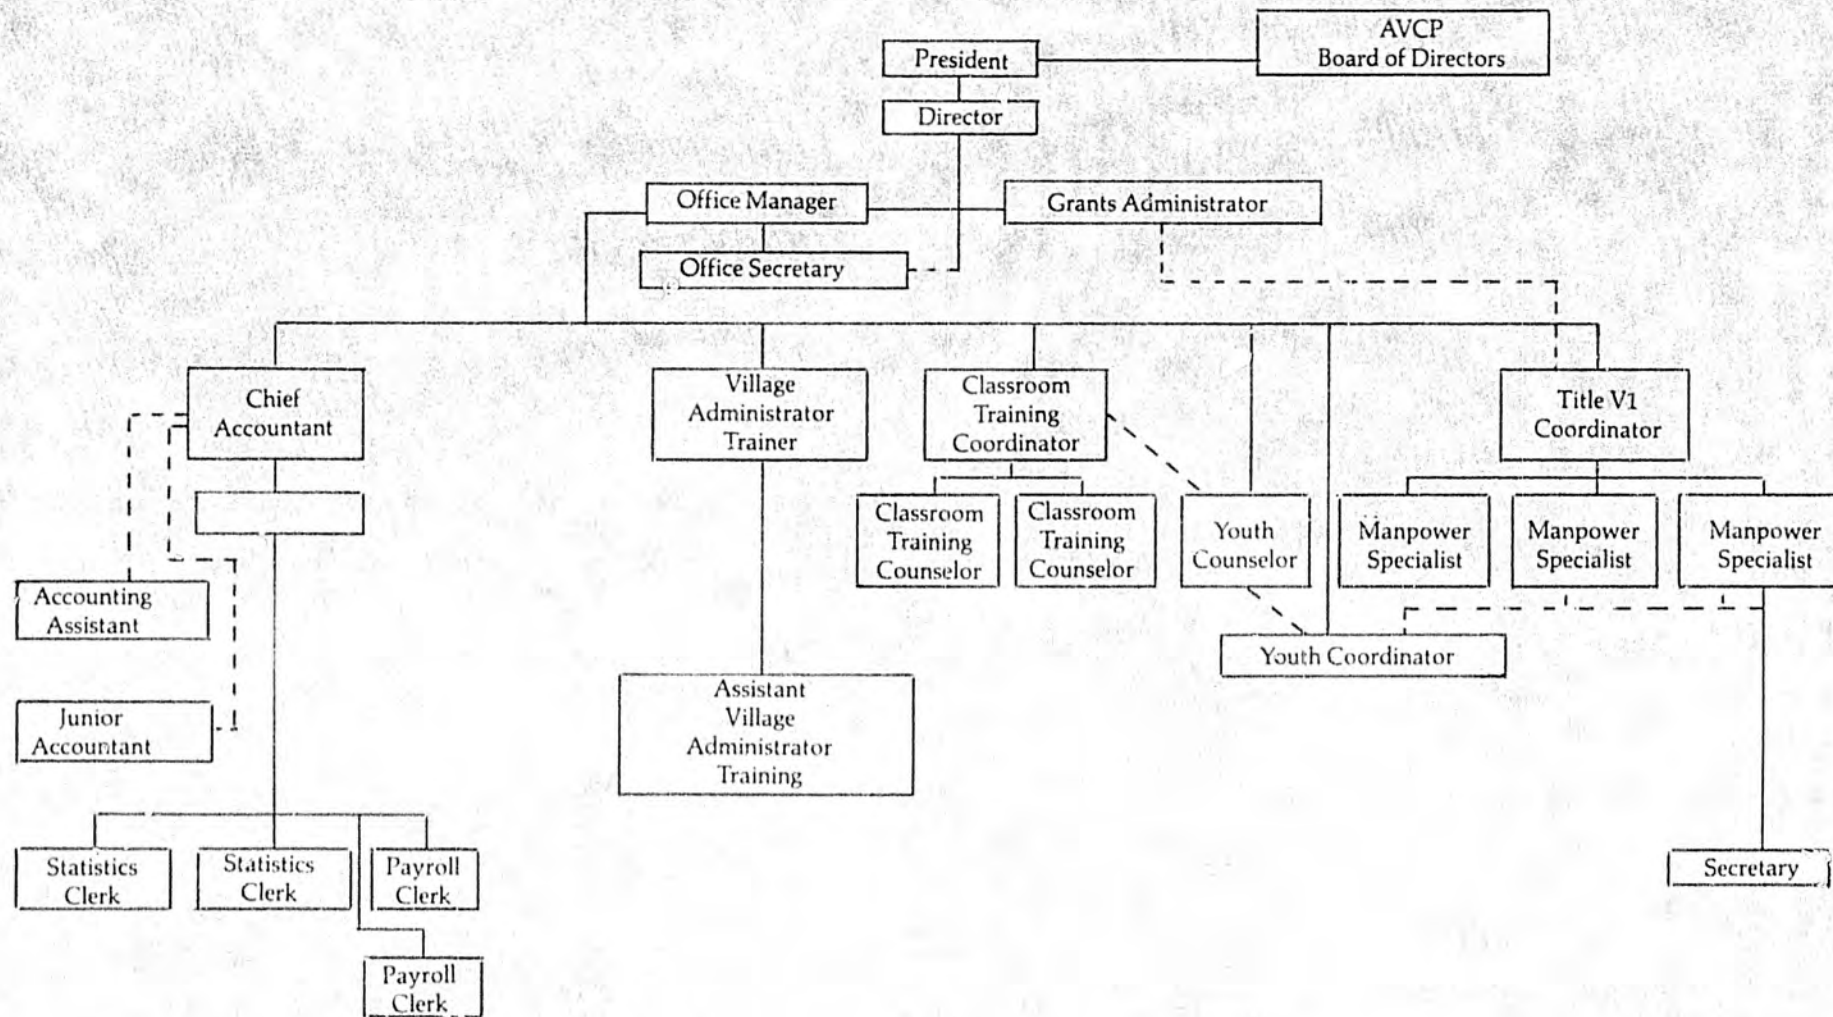 AVCP
Board of Directors
President
Director
Office Manager
Grants Administrator
Office Secretary
Chief
Accountant
Village
Administrator
Trainer
Classroom
Training
Coordinator
Title V1
Coordinator
Classroom
Training
Counselor
Classroom
Training
Counselor
Youth
Counselor
Manpower
Specialist
Manpower
Specialist
Manpower
Specialist
Accounting
Assistant
Youth Coordinator
Junior
Accountant
Assistant
Village
Administrator
Training
Statistics
Clerk
Statistics
Clerk
Payroll
Clerk
Secretary
Payroll
Clerk